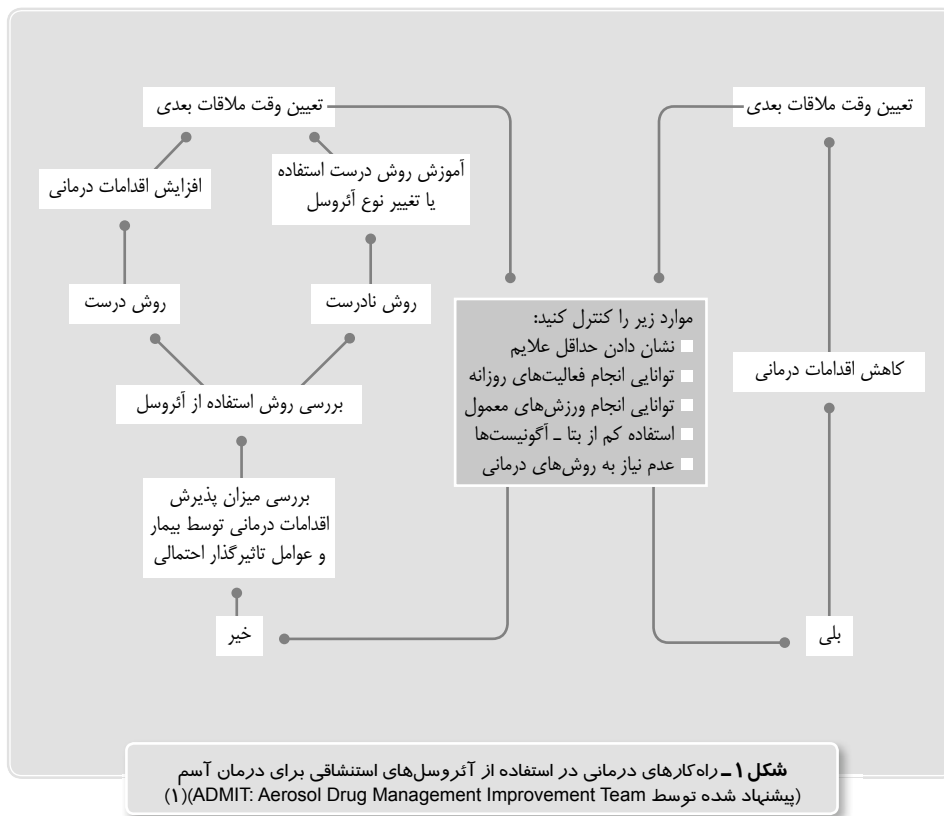 تعیین وقت ملاقات بعدی
تعیین وقت ملاقات بعدی
آموزش روش درست استفاده
یا تغییر نوع آئروسل
افزایش اقدامات درمانی
روش نادرست
روش درست
موارد زیر را کنترل کنید:
نشان دادن حداقل علایم
توانایی انجام فعالیت‌های روزانه
توانایی انجام ورزش‌های معمول
استفاده کم از بتا ـ آگونیست‌ها
عدم نیاز به روش‌های درمانی
کاهش اقدامات درمانی
بررسی روش استفاده از آئروسل
بررسی میزان پذیرش
اقدامات درمانی توسط بیمار
و عوامل تاثیرگذار احتمالی
خیر
بلی
شکل ۱ ـ راه‌کارهای درمانی در استفاده از آئروسل‌های استنشاقی برای درمان آسم
(پیشنهاد شده توسط ADMIT: Aerosol Drug Management Improvement Team)(۱)